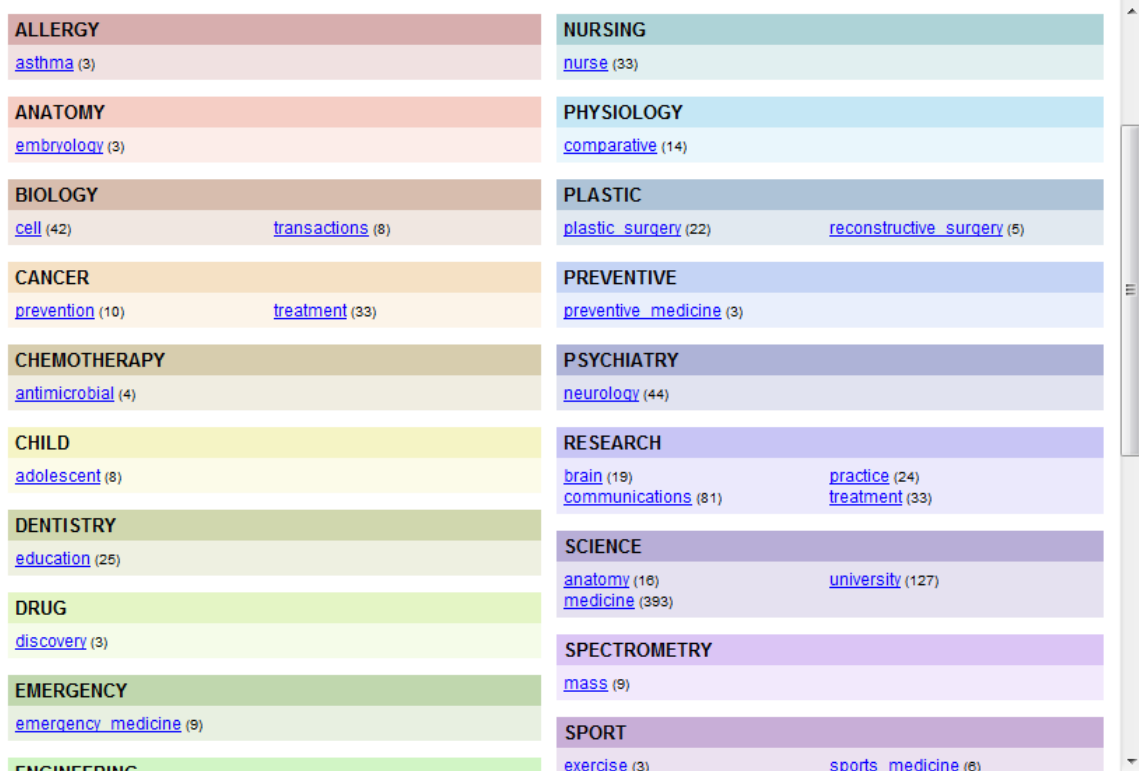 ALLERGY
asthma (3)
ANATOMY
embryology (3)
BIOLOGY
cell (42) transactions (8)
CANCER
prevention (10) treatment (33)
CHEMOTHERAPY
antimicrobial (4)
CHILD
adolescent (8)
DENTISTRY
education (25)
DRUG
discovery (3)
EMERGENCY
emergency_medicine (9)
ENGINEERING
NURSING
nurse (33)
PHYSIOLOGY
comparative (14)
PLASTIC
plastic_surgery (22) reconstructive_surgery (5)
PREVENTIVE
preventive_medicine (3)
PSYCHIATRY
neurology (44)
RESEARCH
brain (19) practice (24)
communications (81) treatment (33)
SCIENCE
anatomy (16) university (127)
medicine (393)
SPECTROMETRY
mass (9)
SPORT
exercise (3) sports_medicine (6)